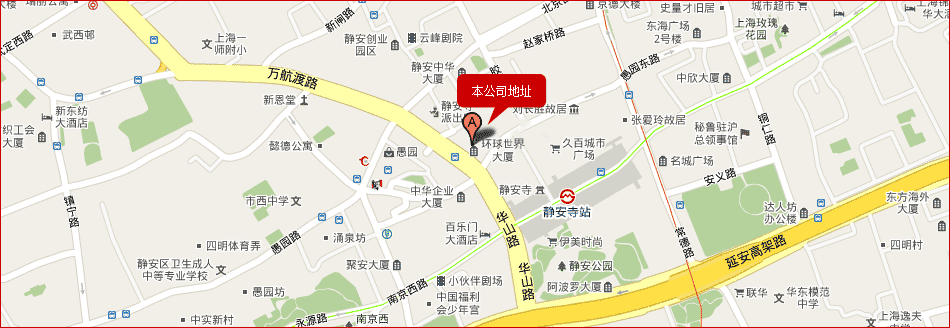 瑞丽公寓
武西邨
武定西路
上海一
师附小
新闸路
静安创业
园区
云峰剧院
北京
赵家桥路
京德大楼
史量才旧居
城市超市
东海广场
2号楼
上海玫瑰
花园
上海锦
华大
静安中华
大厦
胶
愚园东路
中欣大厦
万航渡路
新恩堂
本公司地址
静安寺
派出
刘长胜故居
张爱玲故居
铜仁路
新东纺
大酒店
织工会
大厦
A
秘鲁驻沪
总领事馆
懿德公寓
愚园
环球世界
大厦
久百城市
广场
名城广场
安义路
镇宁路
市西中学
中华企业
大厦
静安寺
静安寺站
华山路
达人坊
办公楼
东方海外
大厦
百乐门
大酒店
伊美时尚
常德路
延安高架路
四明村
四明体育弄
愚园路
涌泉坊
静安区卫生成人
中等专业学校
聚安大厦
静安公园
华山路
愚园坊
南京西路
小伙伴剧场
阿波罗大厦
中国福利
会少年宫
联华
华东模范
中学
中实新村
永源路
南京西
上海逸夫